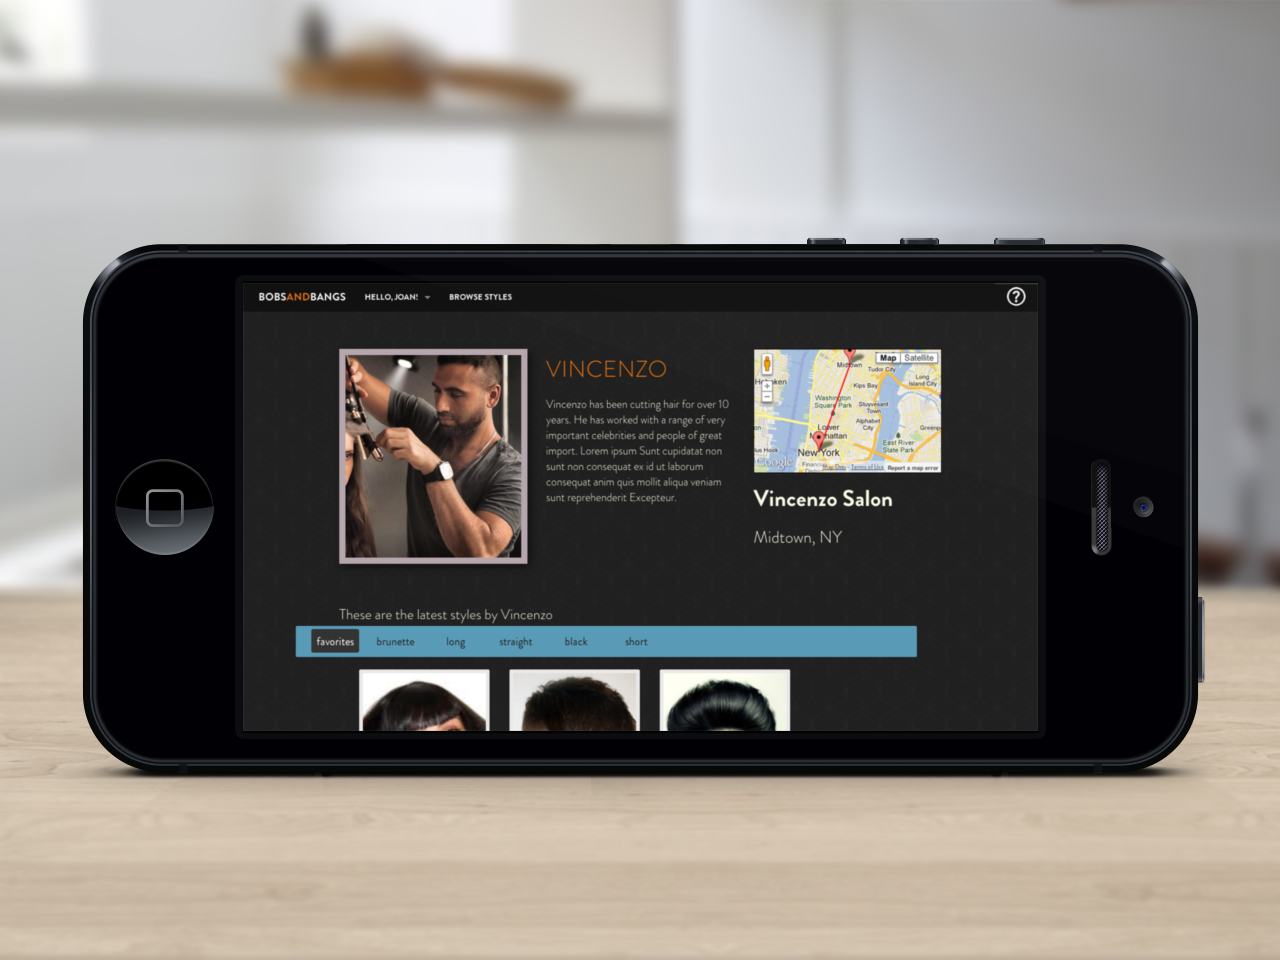 BOBSANDBANGS HELLO, JOAN! BROWSE STYLES ?
VINCENZO
Vincenzo has been cutting hair for over 10
years. He has worked with a range of very
important celebrities and people of great
import. Lorem ipsum Sunt cupidatat non
sunt non consequat ex id ut laborum
consequat anim quis mollit aliqua veniam
sunt reprehenderit Excepteur.
Map Satellite
Midtown
Tudor City
Long
Island City
Kips Bay
Washington
Square Park
Stuyvesant
Town
Alphabet
City
Lower
Manhattan
East River
State Park
New York
Google
Map Data - Terms of Use Report a map error
Vincenzo Salon
Midtown, NY
These are the latest styles by Vincenzo
favorites brunette long straight black short